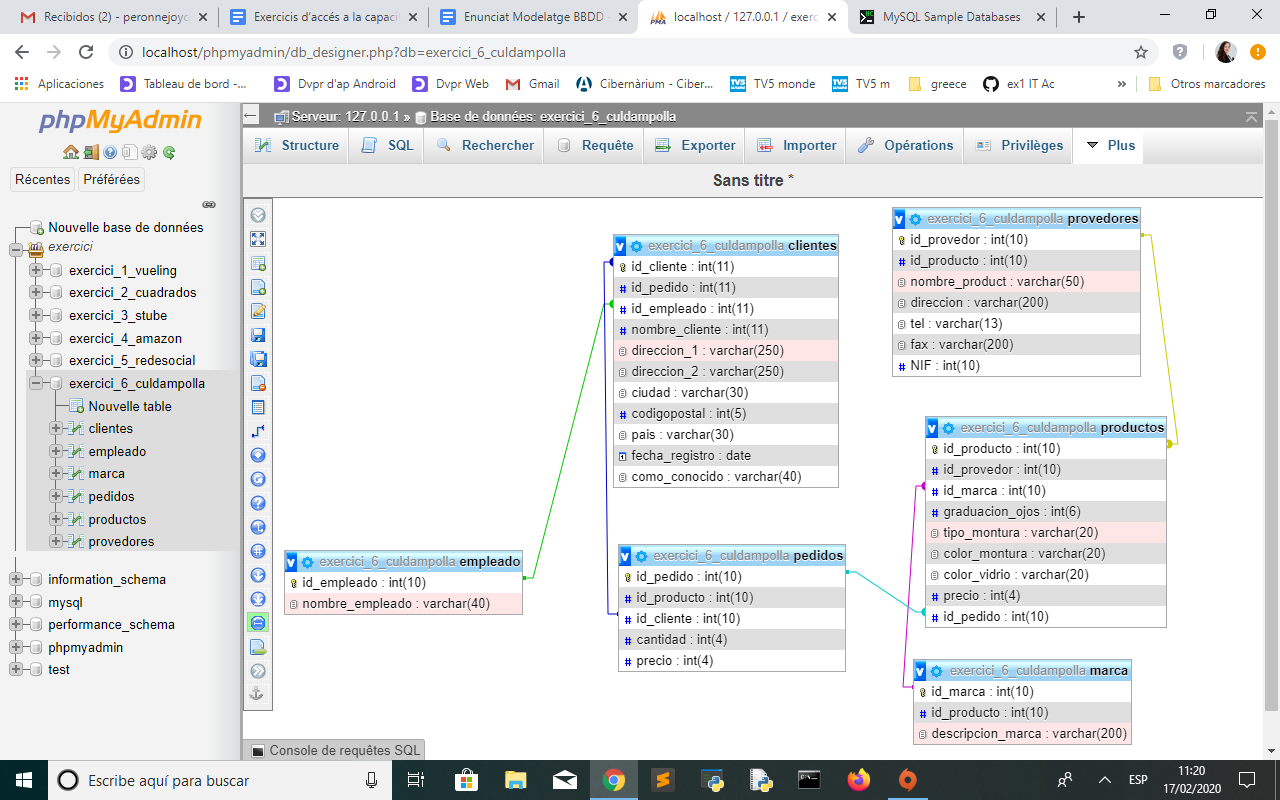 Recibidos (2) - peronnejoyc
Exercicis d'accés a la capacit
Enunciat Modelatge BBDD -
localhost / 127.0.0.1 / exerc
MySQL Sample Databases
localhost/phpmyadmin/db_designer.php?db=exercici_6_culdampolla
Aplicaciones
Tableau de bord -...
Dvpr d'ap Android
Dvpr Web
Gmail
Cibernàrium - Ciber...
TV5 monde
TV5 m
greece
ex1 IT Ac
»
Otros marcadores
phpMyAdmin
Récentes
Préférées
Nouvelle base de données
exercici
exercici_1_vueling
exercici_2_cuadrados
exercici_3_stube
exercici_4_amazon
exercici_5_redesocial
exercici_6_culdampolla
Nouvelle table
clientes
empleado
marca
pedidos
productos
provedores
information_schema
mysql
performance_schema
phpmyadmin
test
Serveur: 127.0.0.1 » Base de données: exercici_6_culdampolla
Structure
SQL
Rechercher
Requête
Exporter
Importer
Opérations
Privilèges
Plus
Sans titre *
exercici_6_culdampolla clientes
id_cliente : int(11)
id_pedido : int(11)
id_empleado : int(11)
nombre_cliente : int(11)
direccion_1 : varchar(250)
direccion_2 : varchar(250)
ciudad : varchar(30)
codigopostal : int(5)
pais : varchar(30)
fecha_registro : date
como_conocido : varchar(40)
exercici_6_culdampolla provedores
id_provedor : int(10)
id_producto : int(10)
nombre_product : varchar(50)
direccion : varchar(200)
tel : varchar(13)
fax : varchar(200)
NIF : int(10)
exercici_6_culdampolla productos
id_producto : int(10)
id_provedor : int(10)
id_marca : int(10)
graduacion_ojos : int(6)
tipo_montura : varchar(20)
color_montura : varchar(20)
color_vidrio : varchar(20)
precio : int(4)
id_pedido : int(10)
exercici_6_culdampolla empleado
id_empleado : int(10)
nombre_empleado : varchar(40)
exercici_6_culdampolla pedidos
id_pedido : int(10)
id_producto : int(10)
id_cliente : int(10)
cantidad : int(4)
precio : int(4)
exercici_6_culdampolla marca
id_marca : int(10)
id_producto : int(10)
descripcion_marca : varchar(200)
Console de requêtes SQL
Escribe aquí para buscar
ESP
11:20
17/02/2020